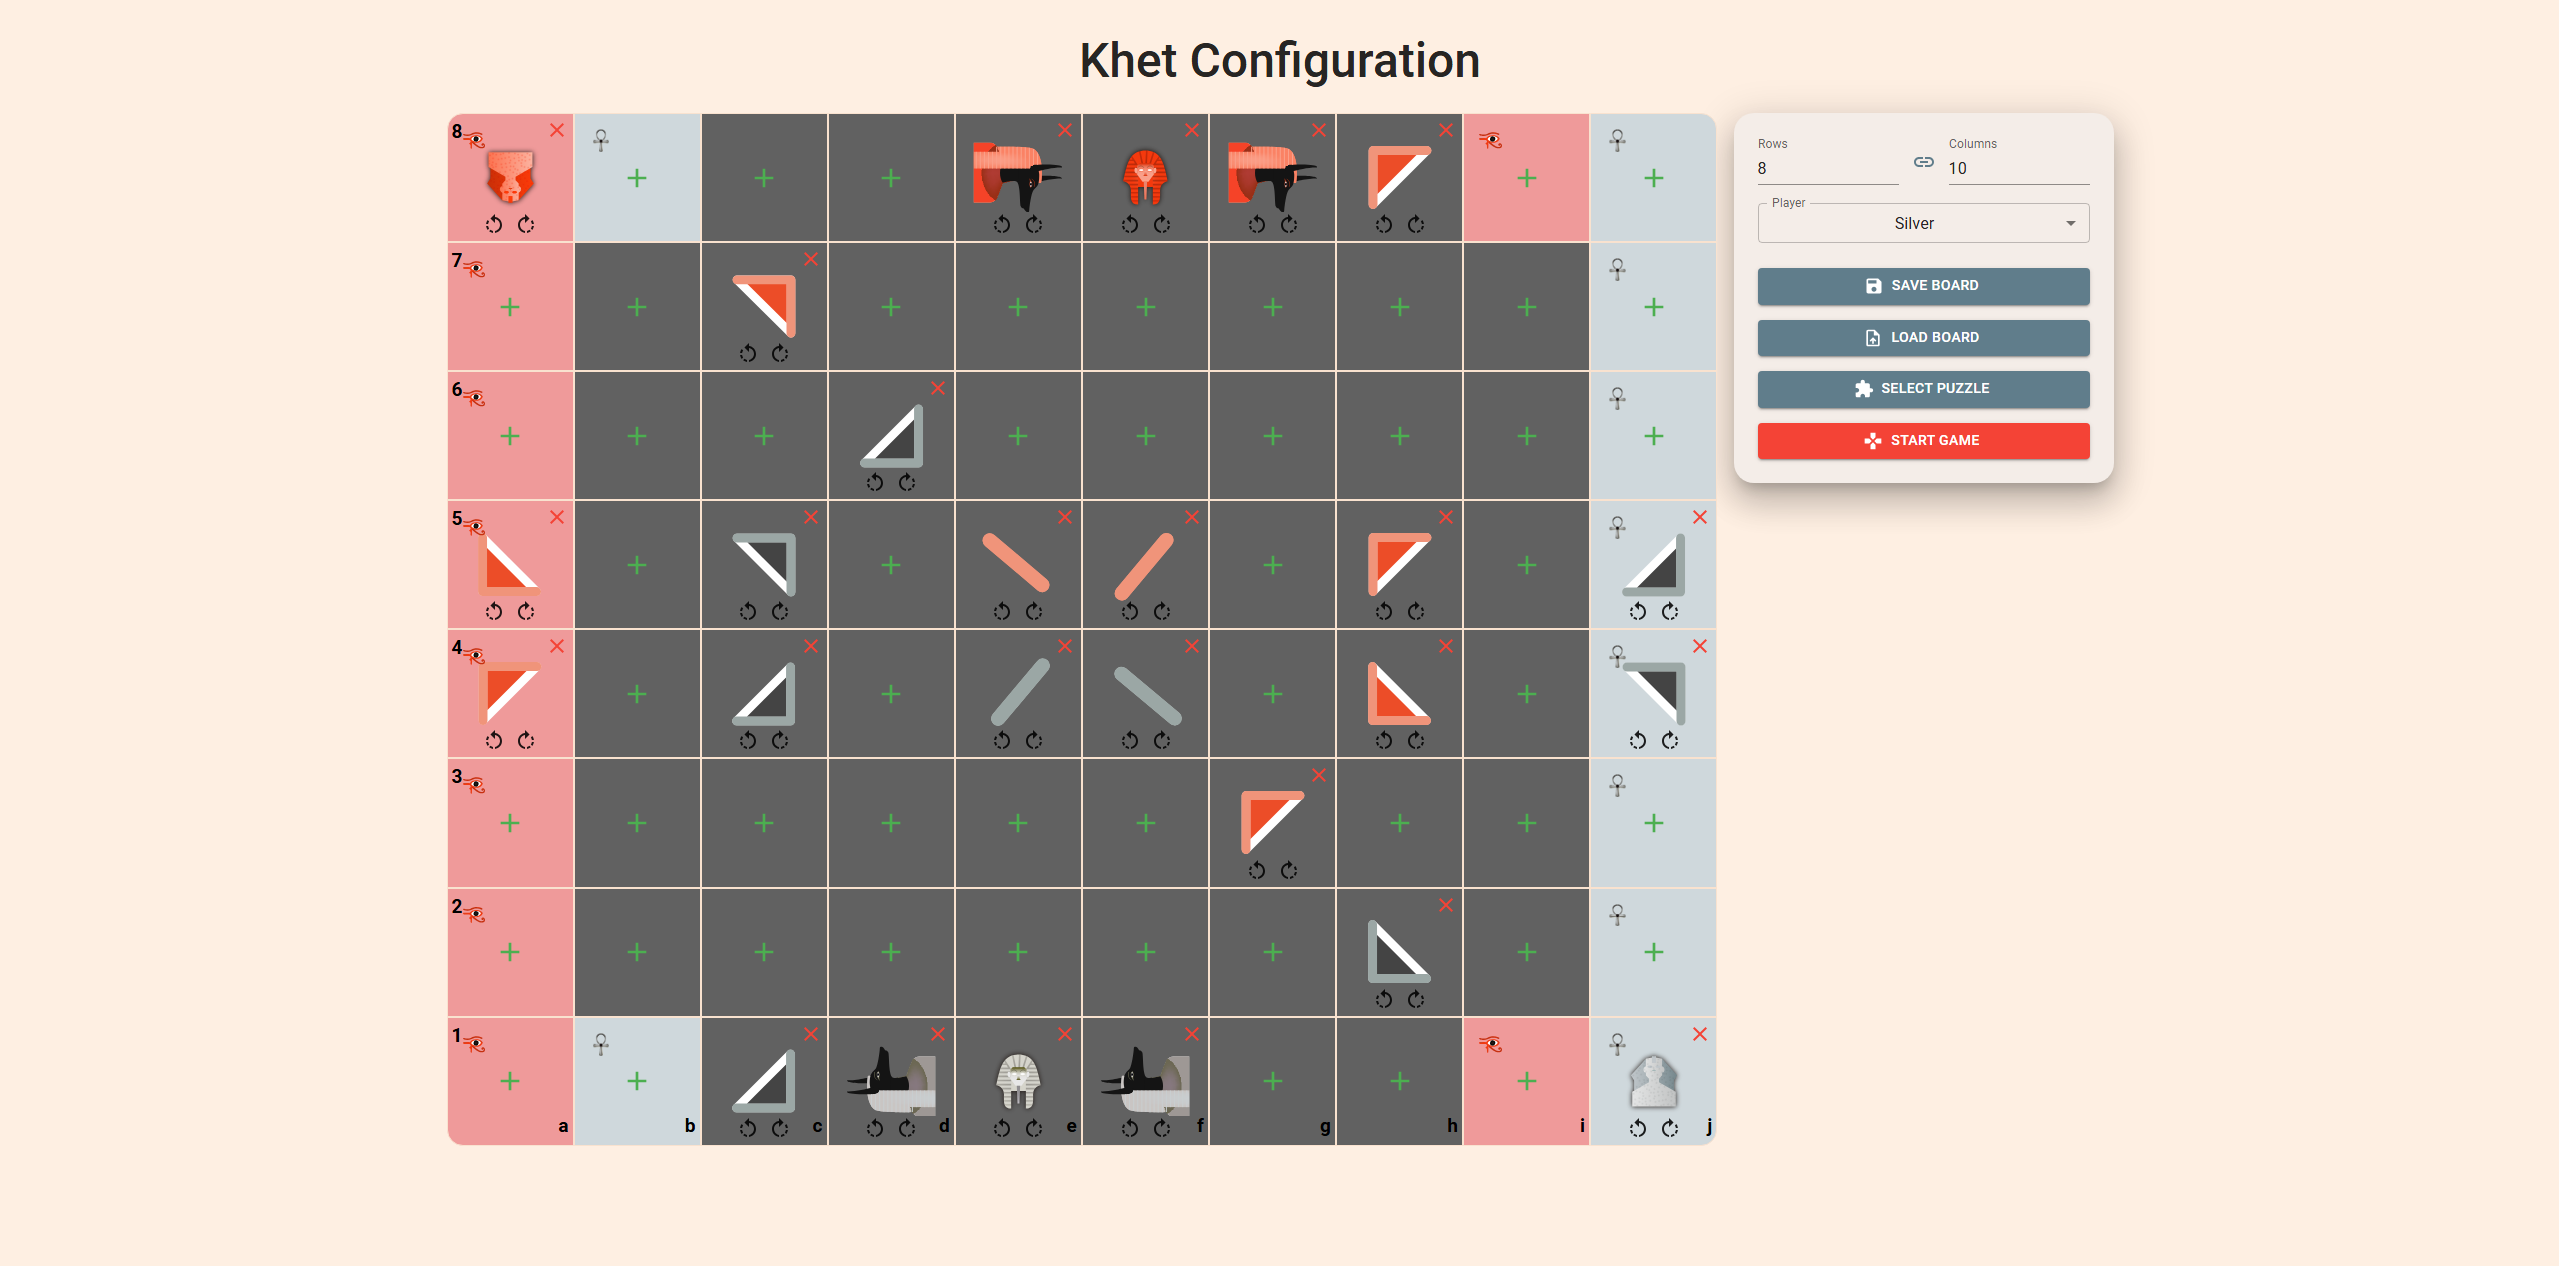 Khet Configuration
8
7
6
5
4
3
2
1
a b c d e f g h i j
Rows Columns
8 10
Player
Silver
SAVE BOARD
LOAD BOARD
SELECT PUZZLE
START GAME